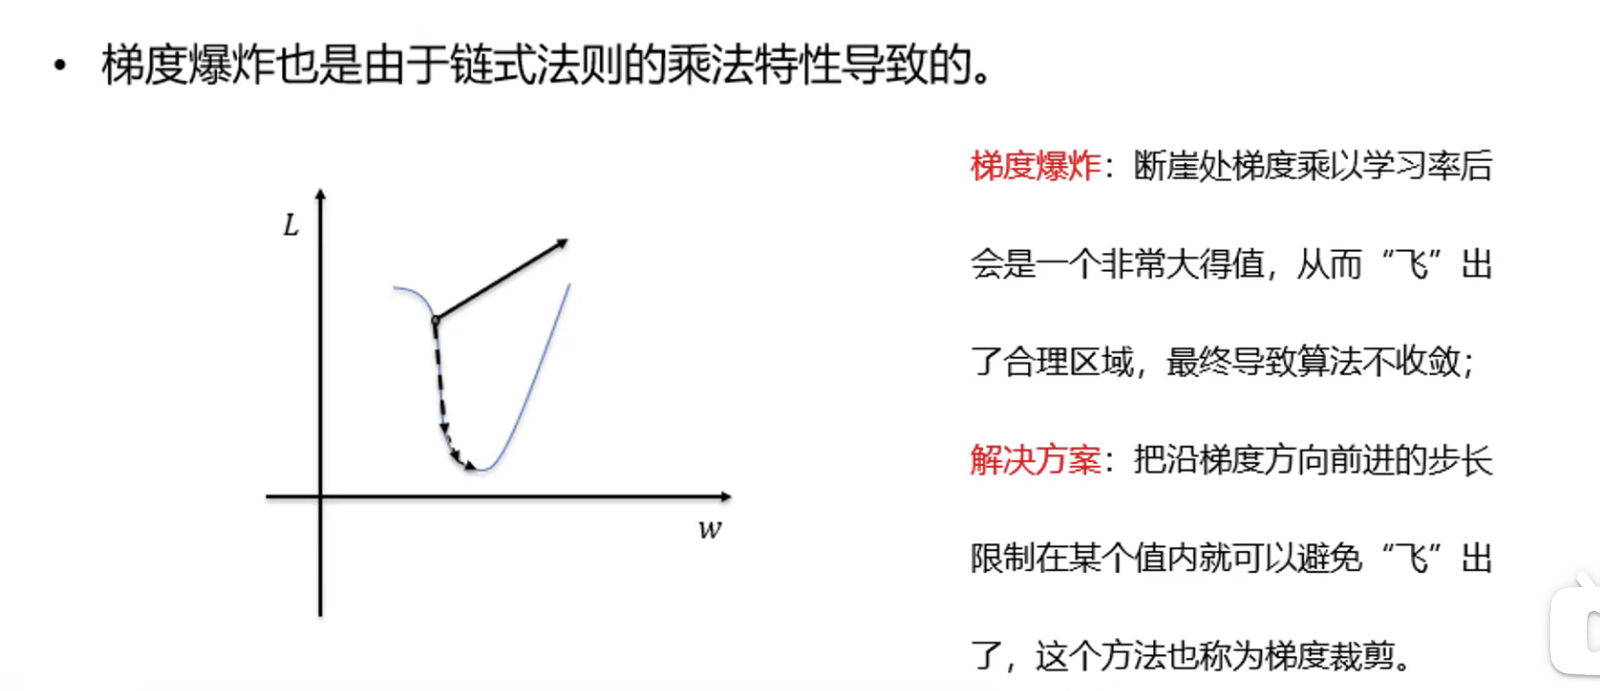 • 梯度爆炸也是由于链式法则的乘法特性导致的。
L
w
梯度爆炸：断崖处梯度乘以学习率后
会是一个非常大得值，从而“飞”出
了合理区域，最终导致算法不收敛；
解决方案：把沿梯度方向前进的步长
限制在某个值内就可以避免“飞”出
了，这个方法也称为梯度裁剪。